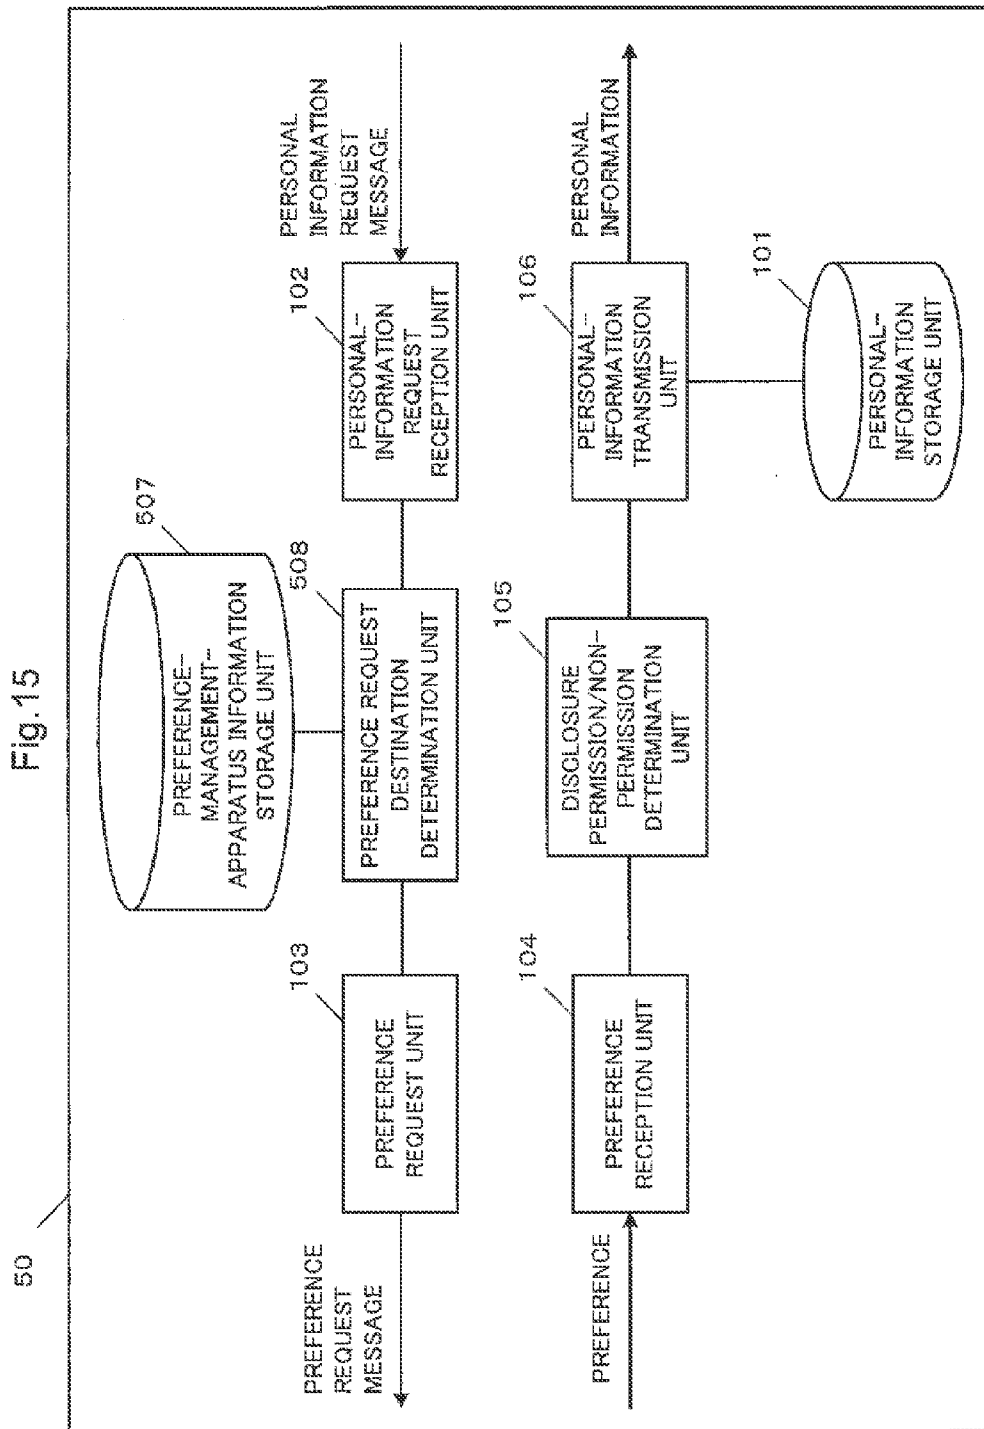 Fig.15
50
507
PREFERENCE-
MANAGEMENT-
APPARATUS INFORMATION
STORAGE UNIT
PREFERENCE
REQUEST
MESSAGE
103
PREFERENCE
REQUEST UNIT
508
PREFERENCE REQUEST
DESTINATION
DETERMINATION UNIT
102
PERSONAL-
INFORMATION
REQUEST
RECEPTION UNIT
PERSONAL
INFORMATION
REQUEST
MESSAGE
PREFERENCE
104
PREFERENCE
RECEPTION UNIT
105
DISCLOSURE
PERMISSION/NON-
PERMISSION
DETERMINATION
UNIT
106
PERSONAL-
INFORMATION
TRANSMISSION
UNIT
PERSONAL
INFORMATION
101
PERSONAL-
INFORMATION
STORAGE UNIT